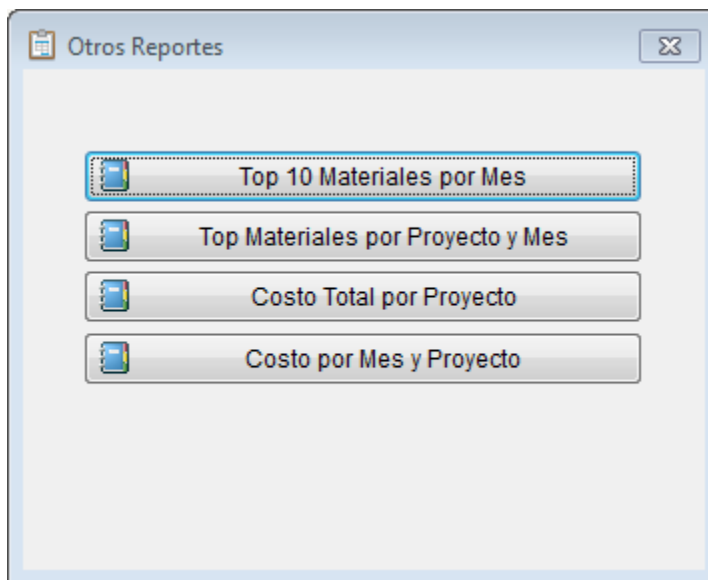 Otros Reportes
Top 10 Materiales por Mes
Top Materiales por Proyecto y Mes
Costo Total por Proyecto
Costo por Mes y Proyecto